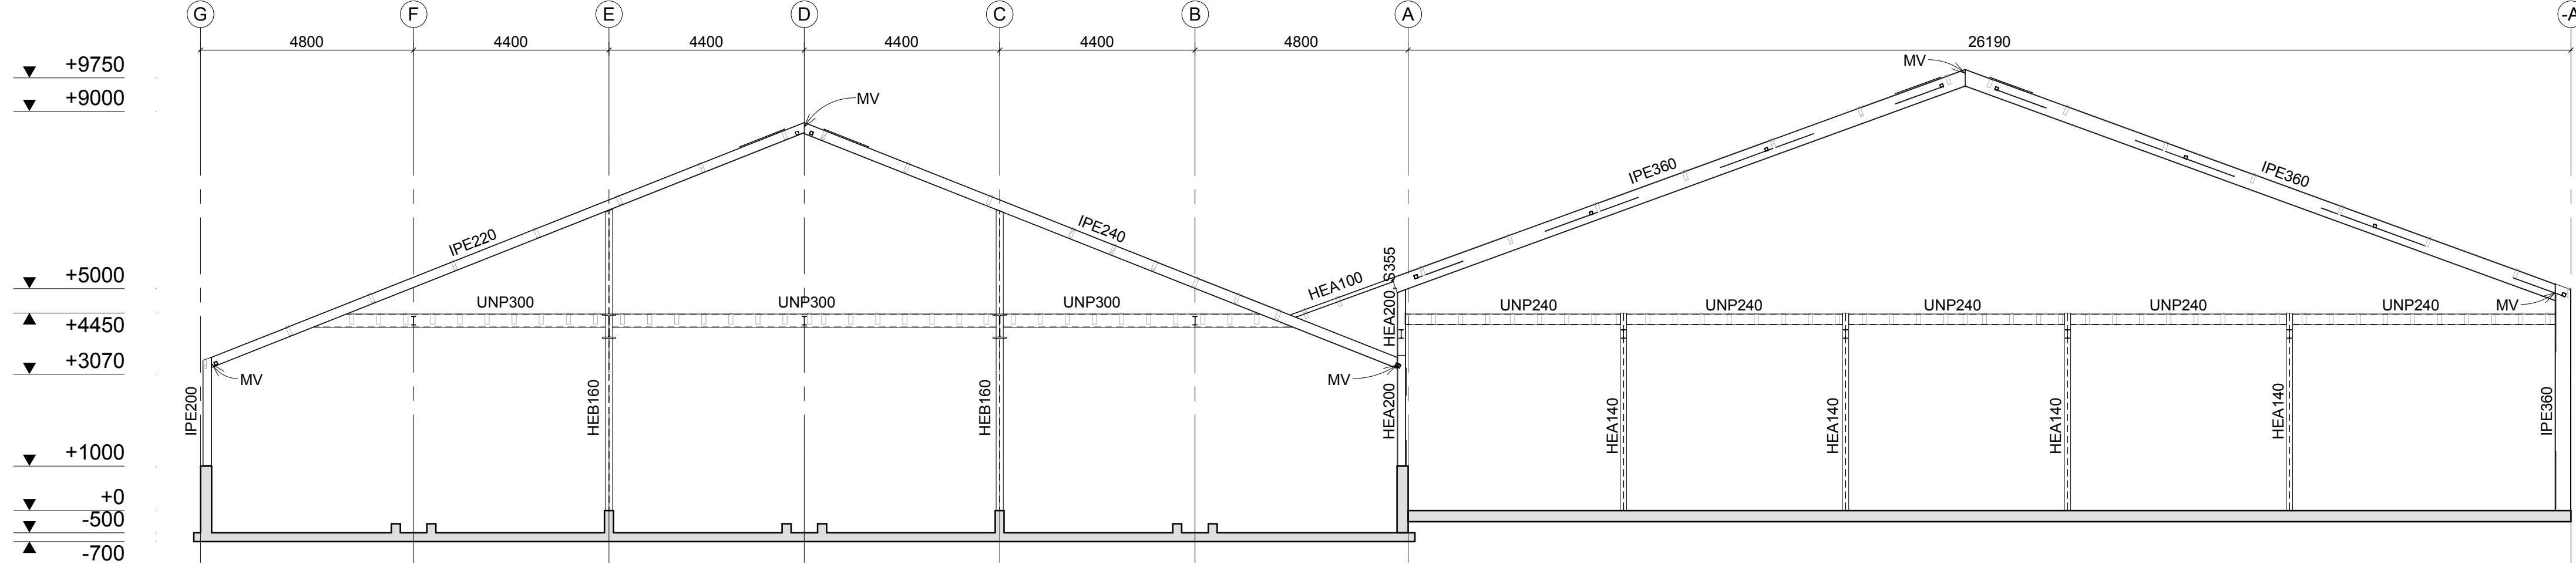 G F E D C B A -A
4800 4400 4400 4400 4400 4800 26190
+9750
MV
+9000
MV
IPE360
IPE360
IPE220
IPE240
+5000
HEA100
HEA200_S355
UNP300 UNP300 UNP300
UNP240 UNP240 UNP240 UNP240 UNP240
MV
+4450
+3070
MV
MV
IPE200
HEB160
HEB160
HEA200
HEA140
HEA140
HEA140
HEA140
IPE360
+1000
+0
-500
-700